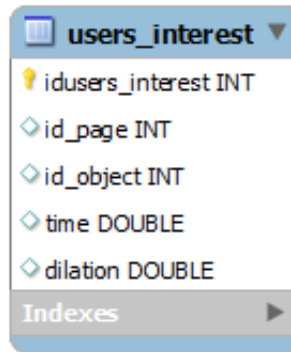 users_interest
idusers_interest INT
id_page INT
id_object INT
time DOUBLE
dilation DOUBLE
Indexes